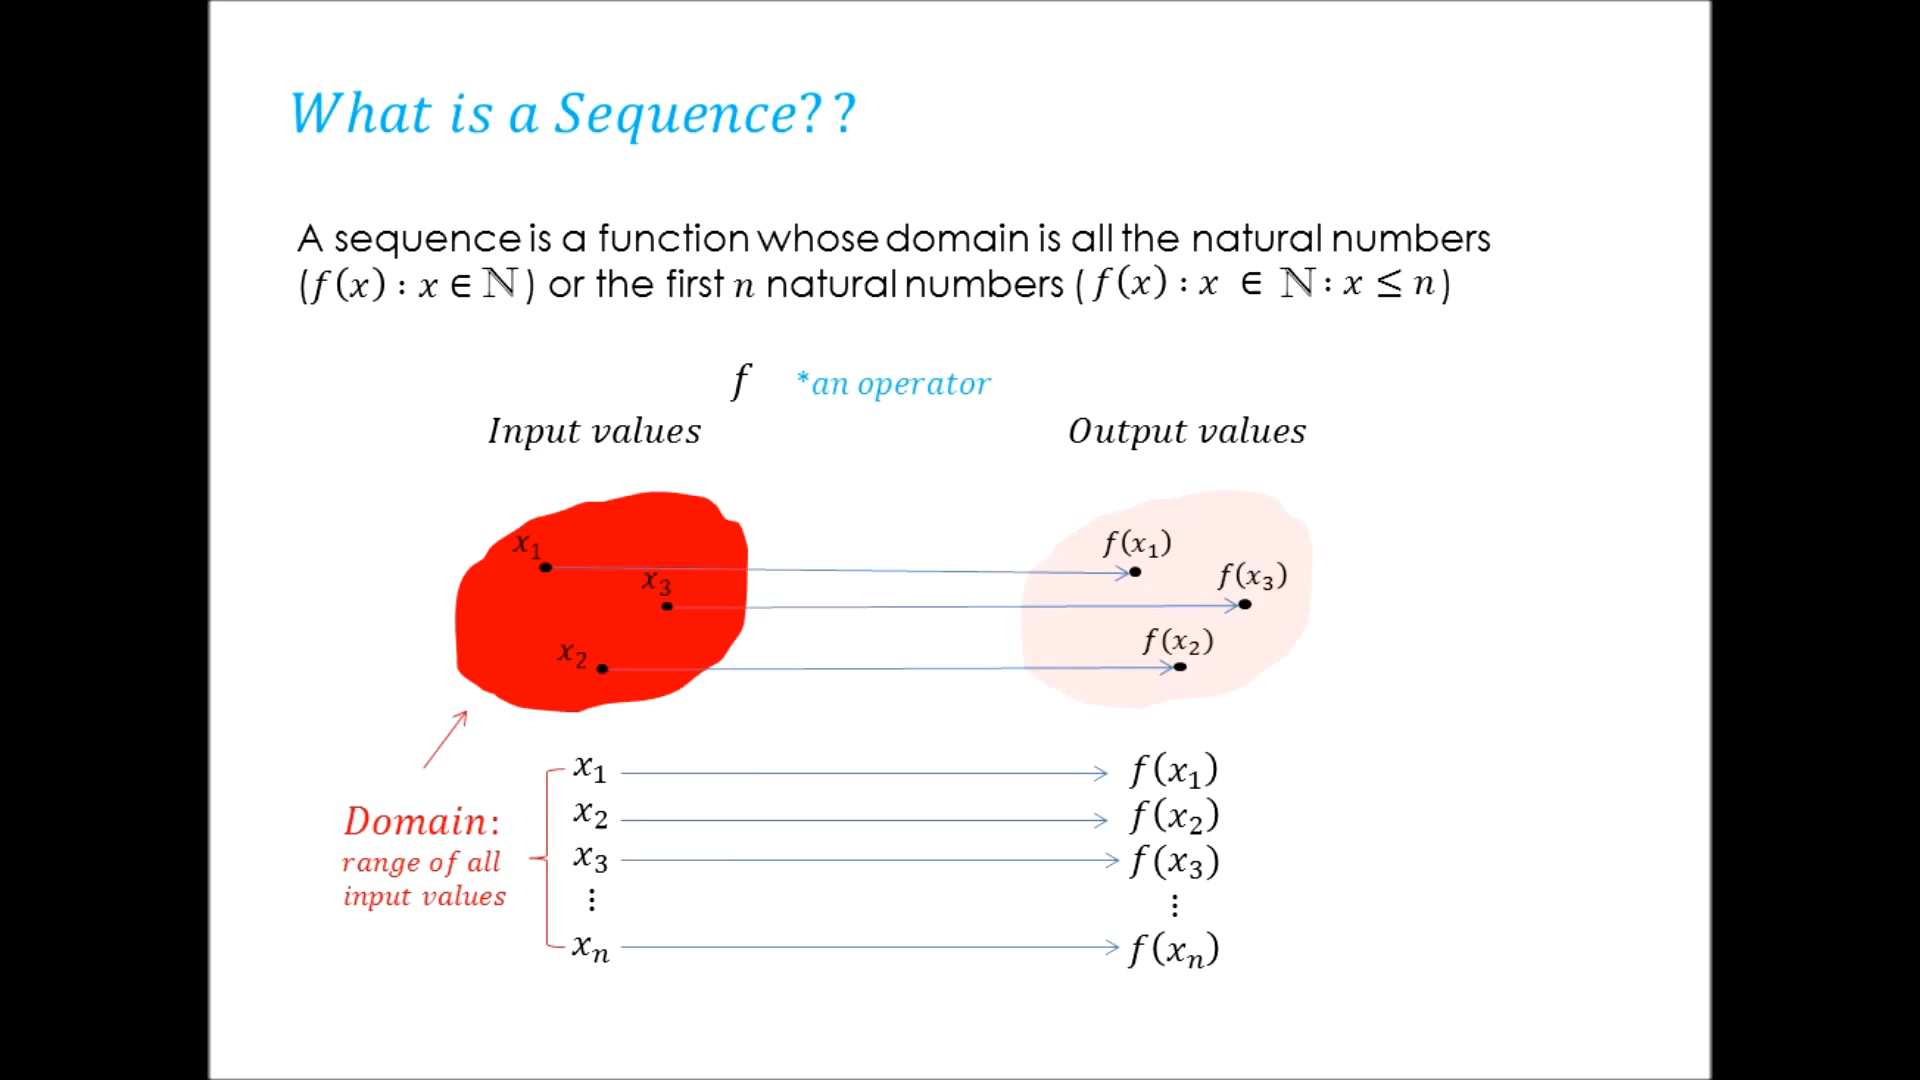 What is a Sequence??
A sequence is a function whose domain is all the natural numbers
(f(x) : x ∈ ℕ) or the first n natural numbers (f(x) : x ∈ ℕ : x ≤ n)
f *an operator
Input values Output values
x₁ f(x₁)
x₃ f(x₃)
x₂ f(x₂)
x₁ f(x₁)
x₂ f(x₂)
Domain:
x₃ f(x₃)
range of all
input values
⋮ ⋮
xₙ f(xₙ)